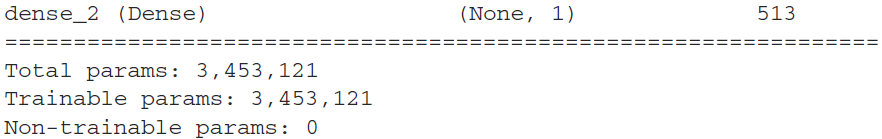 dense_2 (Dense) (None, 1) 513
=================================================================
Total params: 3,453,121
Trainable params: 3,453,121
Non-trainable params: 0